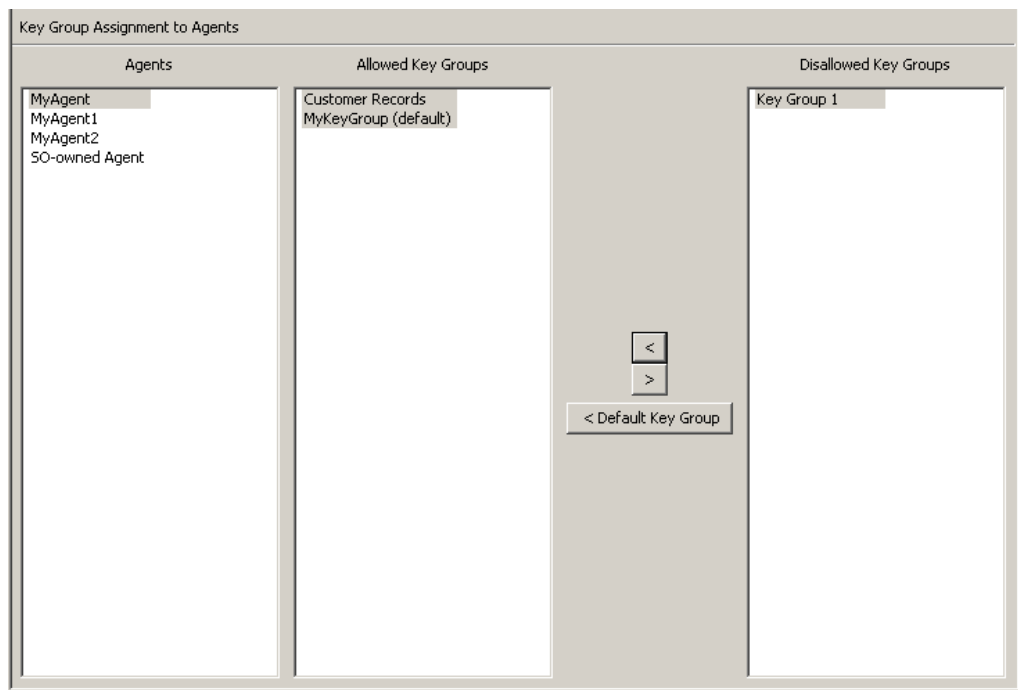 Key Group Assignment to Agents
Agents
Allowed Key Groups
Disallowed Key Groups
MyAgent
MyAgent1
MyAgent2
SO-owned Agent
Customer Records
MyKeyGroup (default)
Key Group 1
<
>
< Default Key Group